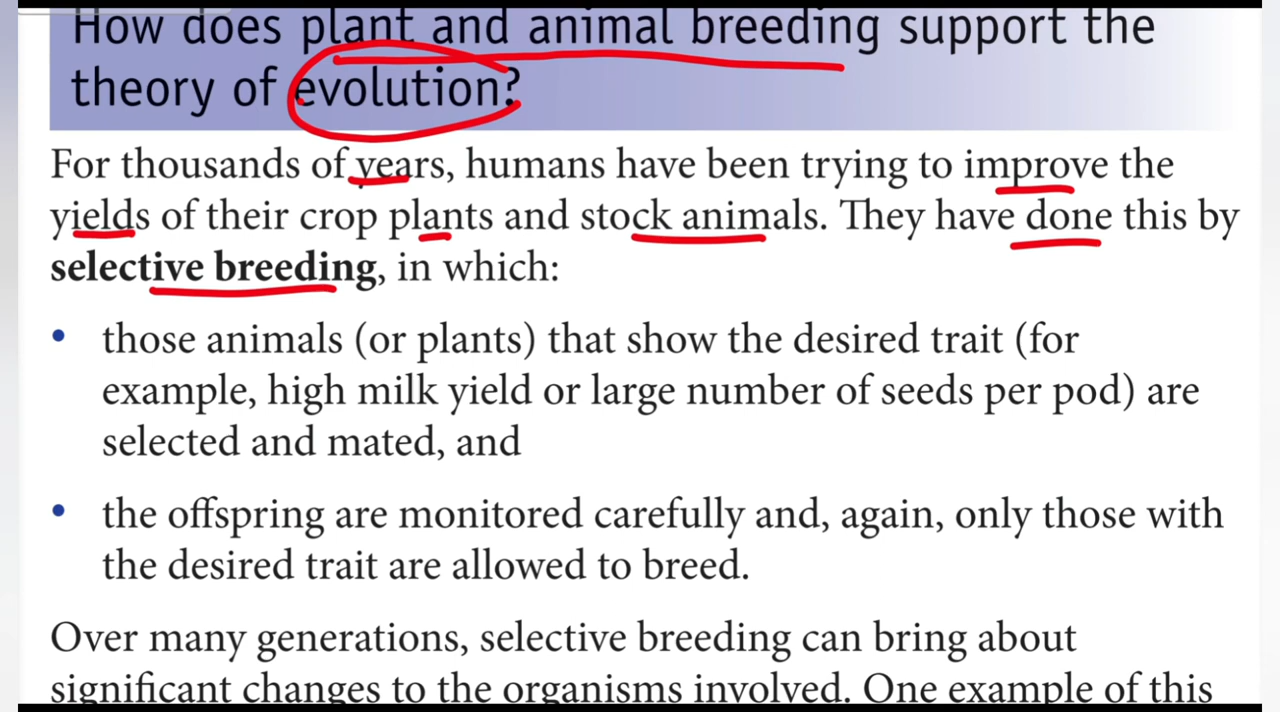 How does plant and animal breeding support the
theory of evolution?
For thousands of years, humans have been trying to improve the
yields of their crop plants and stock animals. They have done this by
selective breeding, in which:
• those animals (or plants) that show the desired trait (for
example, high milk yield or large number of seeds per pod) are
selected and mated, and
• the offspring are monitored carefully and, again, only those with
the desired trait are allowed to breed.
Over many generations, selective breeding can bring about
significant changes to the organisms involved. One example of this